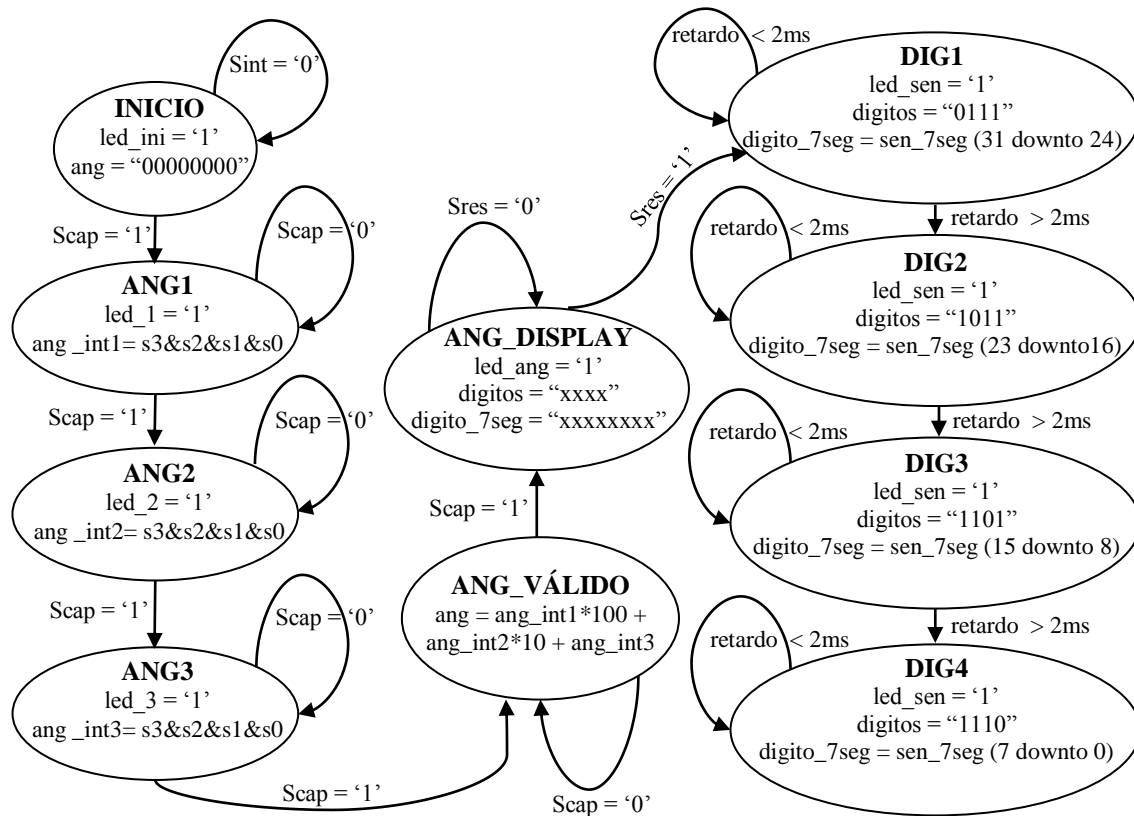 Sint = ‘0’
INICIO
led_ini = ‘1’
ang = “00000000”
Scap = ‘1’
Scap = ‘0’
ANG1
led_1 = ‘1’
ang _int1= s3&s2&s1&s0
Scap = ‘1’
Scap = ‘0’
ANG2
led_2 = ‘1’
ang _int2= s3&s2&s1&s0
Scap = ‘1’
Scap = ‘0’
ANG3
led_3 = ‘1’
ang _int3= s3&s2&s1&s0
Scap = ‘1’
ANG_VÁLIDO
ang = ang_int1*100 +
ang_int2*10 + ang_int3
Scap = ‘0’
Scap = ‘1’
Sres = ‘0’
ANG_DISPLAY
led_ang = ‘1’
digitos = “xxxx”
digito_7seg = “xxxxxxxx”
Sres = ‘1’
retardo < 2ms
DIG1
led_sen = ‘1’
digitos = “0111”
digito_7seg = sen_7seg (31 downto 24)
retardo > 2ms
retardo < 2ms
DIG2
led_sen = ‘1’
digitos = “1011”
digito_7seg = sen_7seg (23 downto16)
retardo > 2ms
retardo < 2ms
DIG3
led_sen = ‘1’
digitos = “1101”
digito_7seg = sen_7seg (15 downto 8)
retardo > 2ms
retardo < 2ms
DIG4
led_sen = ‘1’
digitos = “1110”
digito_7seg = sen_7seg (7 downto 0)